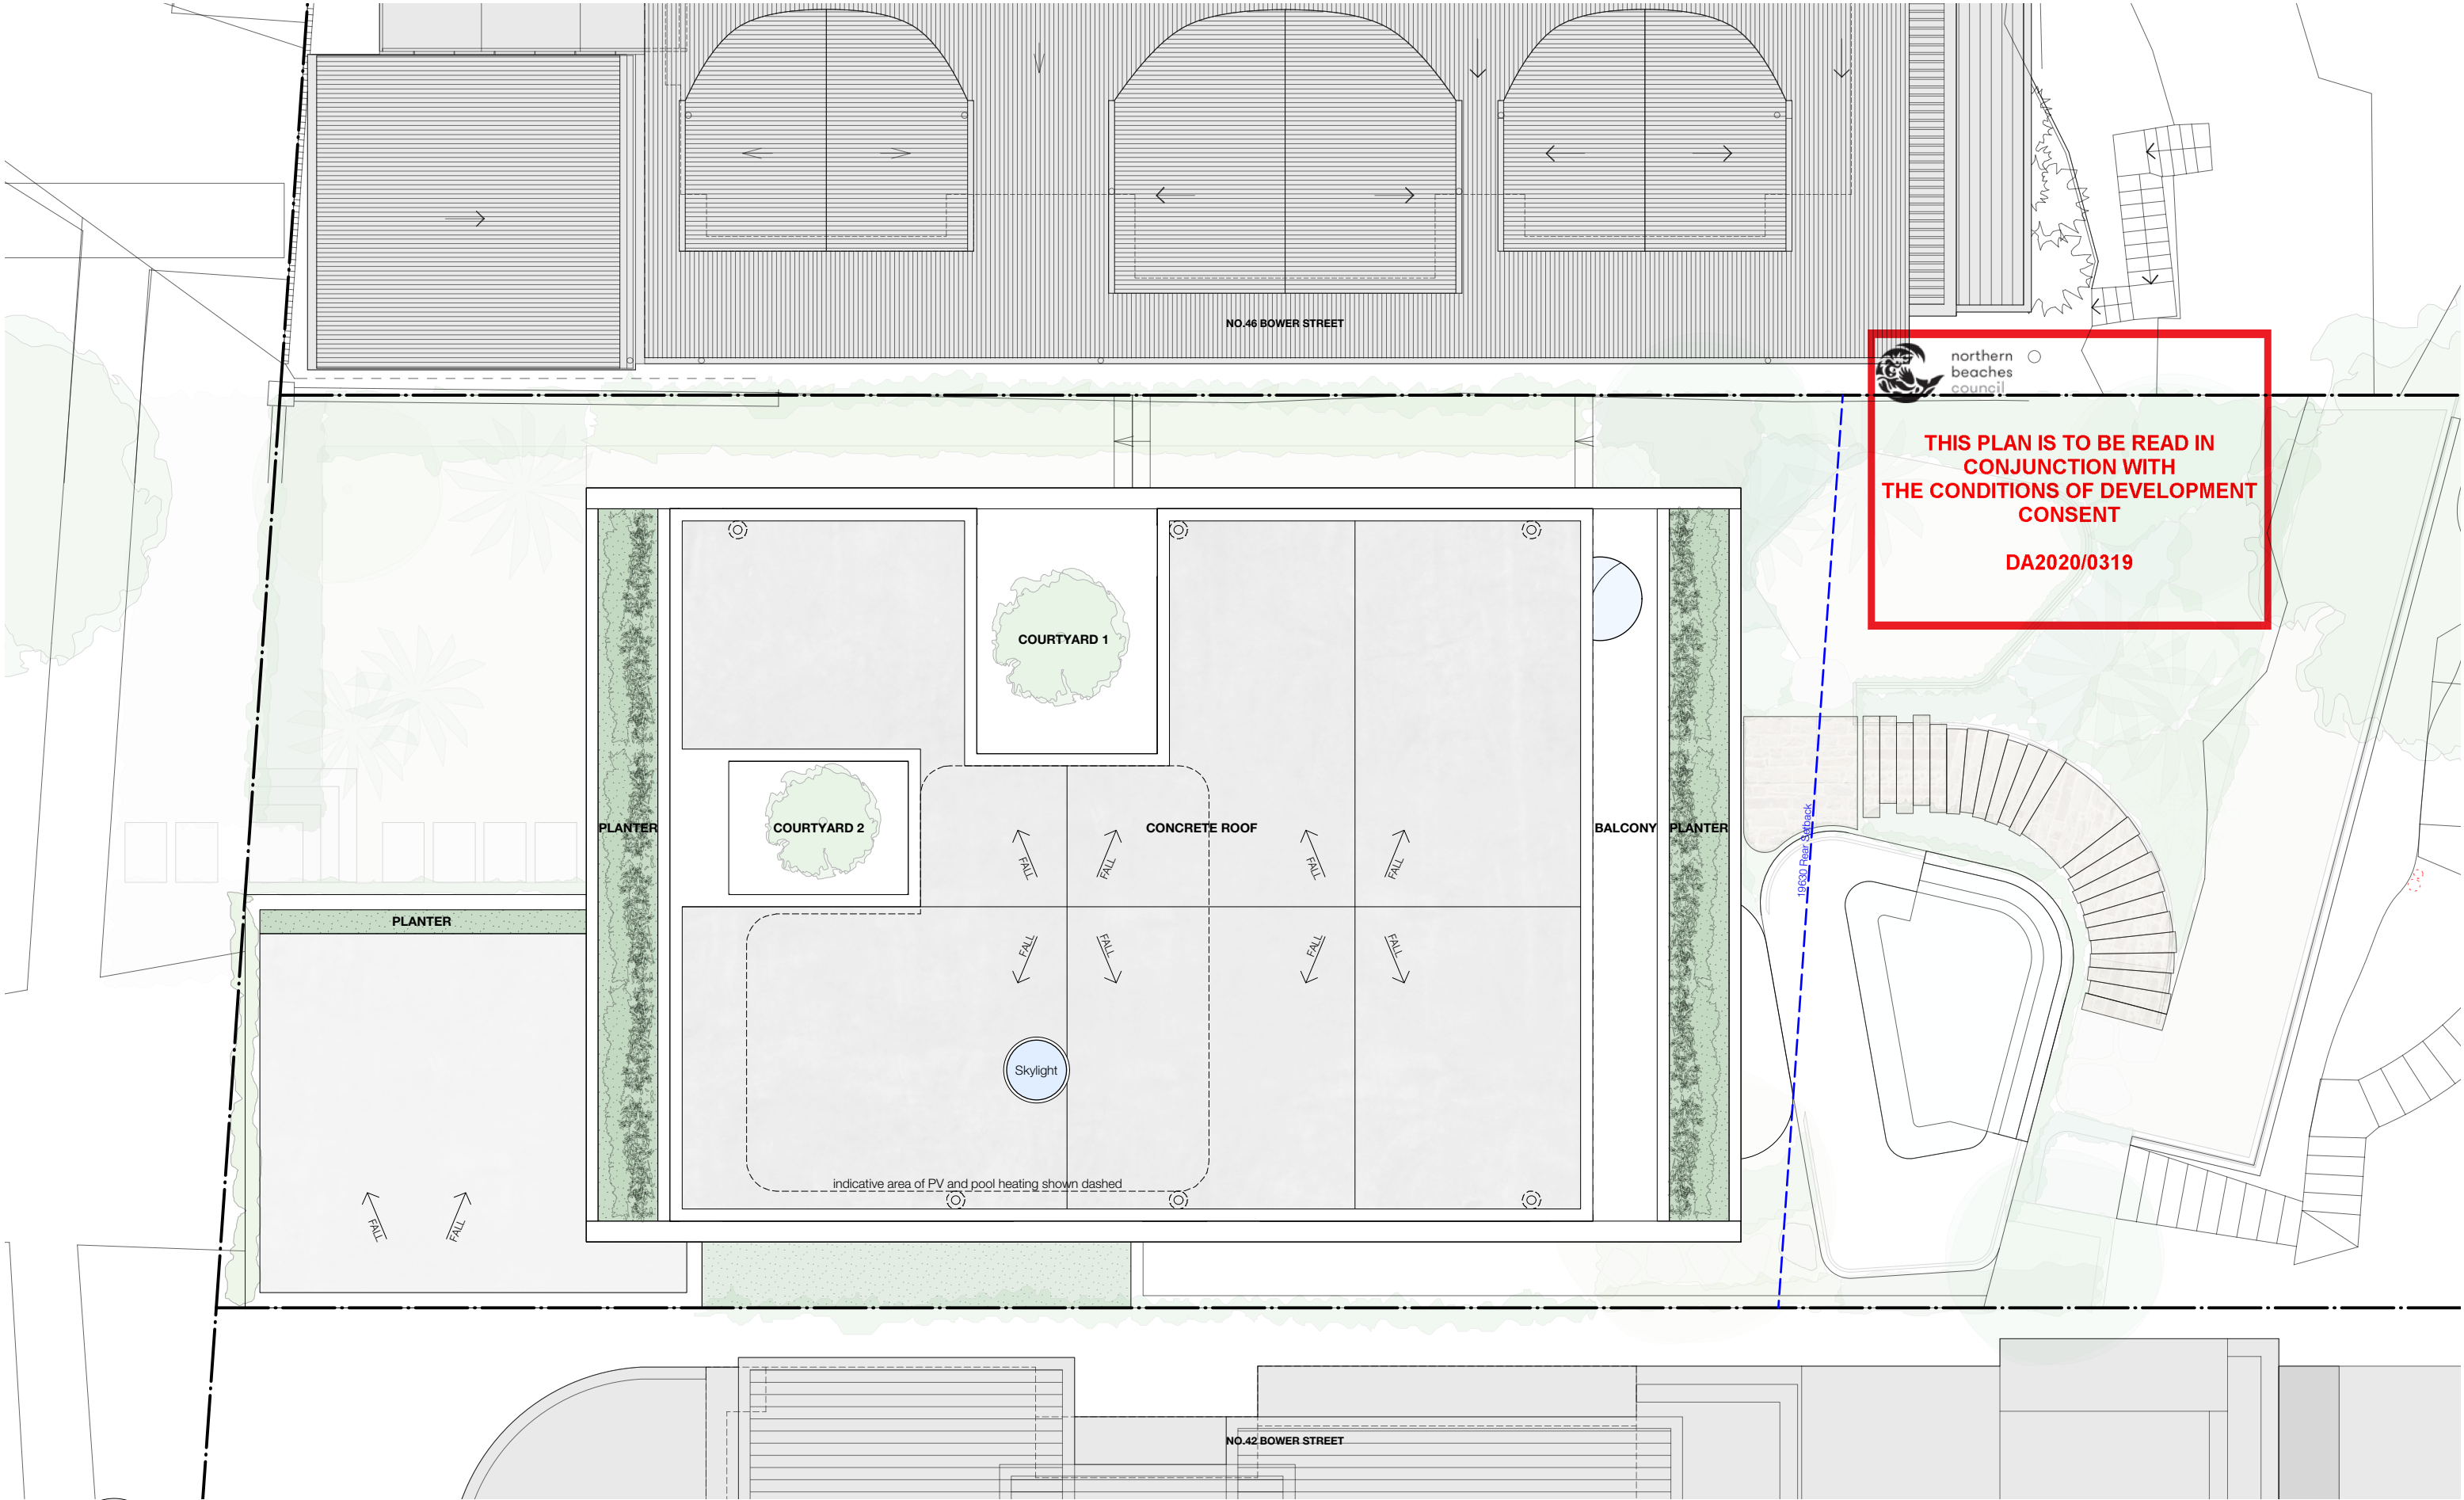 NO.46 BOWER STREET
northern
beaches
council
THIS PLAN IS TO BE READ IN
CONJUNCTION WITH
THE CONDITIONS OF DEVELOPMENT
CONSENT
DA2020/0319
COURTYARD 1
PLANTER
COURTYARD 2
CONCRETE ROOF
BALCONY
PLANTER
19630 Rear Setback
FALL
FALL
FALL
FALL
PLANTER
FALL
FALL
FALL
FALL
Skylight
indicative area of PV and pool heating shown dashed
FALL
FALL
NO.42 BOWER STREET